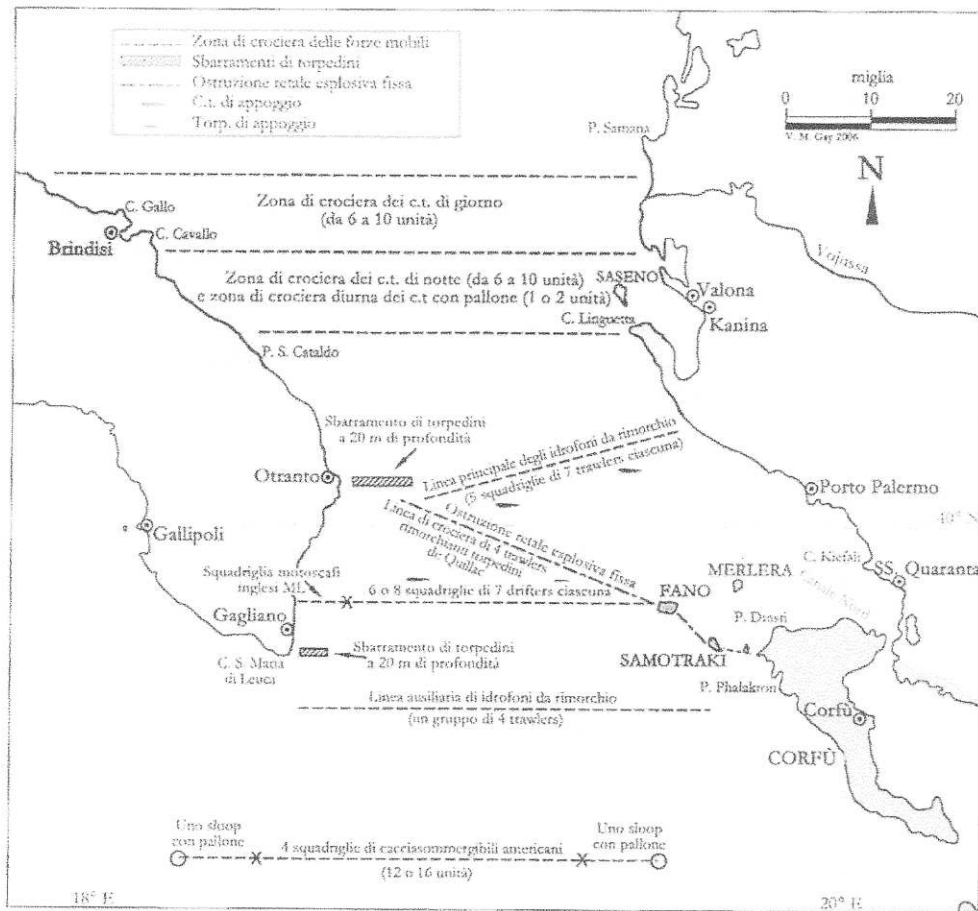 Zona di crociera delle forze mobili
Sbarramenti di torpedini
Ostruzione retale esplosiva fissa
C.t. di appoggio
Torp. di appoggio
miglia
0 10 20
V. M. Gay 2006
N
P. Samana
Zona di crociera dei c.t. di giorno
(da 6 a 10 unità)
C. Gallo
Brindisi
C. Cavallo
Vojussa
Zona di crociera dei c.t. di notte (da 6 a 10 unità)
e zona di crociera diurna dei c.t con pallone (1 o 2 unità)
SASENO
Valona
Kanina
C. Linguetta
P. S. Cataldo
Sbarramento di torpedini
a 20 m di profondità
Linea principale degli idrofoni da rimorchio
(5 squadriglie di 7 trawlers ciascuna)
Otranto
Porto Palermo
40° N
Gallipoli
Ostruzione retale esplosiva fissa
Linea di crociera di 4 trawlers
rimorchianti torpedini
de Quillac
C. Kiefali
SS. Quaranta
Squadriglia motoscafi
inglesi ML
6 o 8 squadriglie di 7 drifters ciascuna
MERLERA
Canale Nord
FANO
P. Drasti
Gagliano
SAMOTRAKI
Sbarramento di torpedini
a 20 m di profondità
C. S. Maria
di Leuca
P. Phalakron
Linea ausiliaria di idrofoni da rimorchio
(un gruppo di 4 trawlers)
Corfù
CORFÙ
Uno sloop
con pallone
4 squadriglie di cacciasommergibili americani
(12 o 16 unità)
Uno sloop
con pallone
18° E
20° E